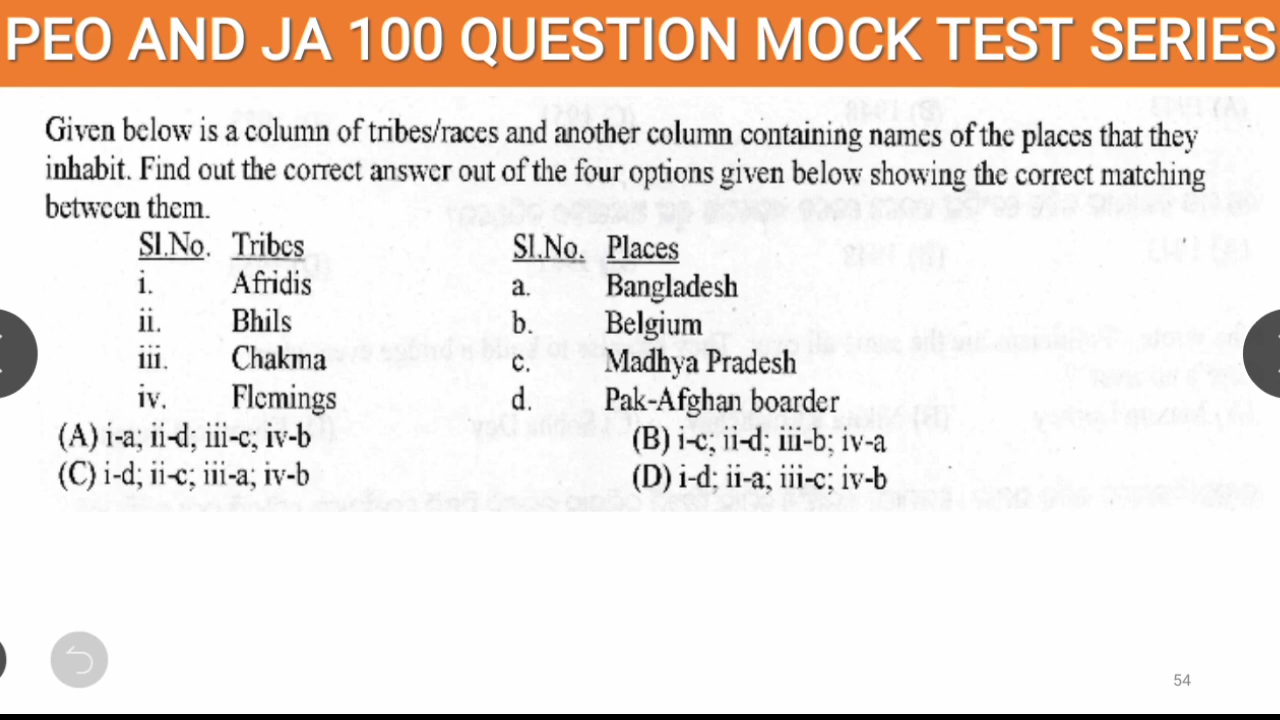 PEO AND JA 100 QUESTION MOCK TEST SERIES
Given below is a column of tribes/races and another column containing names of the places that they
inhabit. Find out the correct answer out of the four options given below showing the correct matching
between them.
Sl.No. Tribes Sl.No. Places
i. Afridis a. Bangladesh
ii. Bhils b. Belgium
iii. Chakma c. Madhya Pradesh
iv. Flemings d. Pak-Afghan boarder
(A) i-a; ii-d; iii-c; iv-b (B) i-c; ii-d; iii-b; iv-a
(C) i-d; ii-c; iii-a; iv-b (D) i-d; ii-a; iii-c; iv-b
54